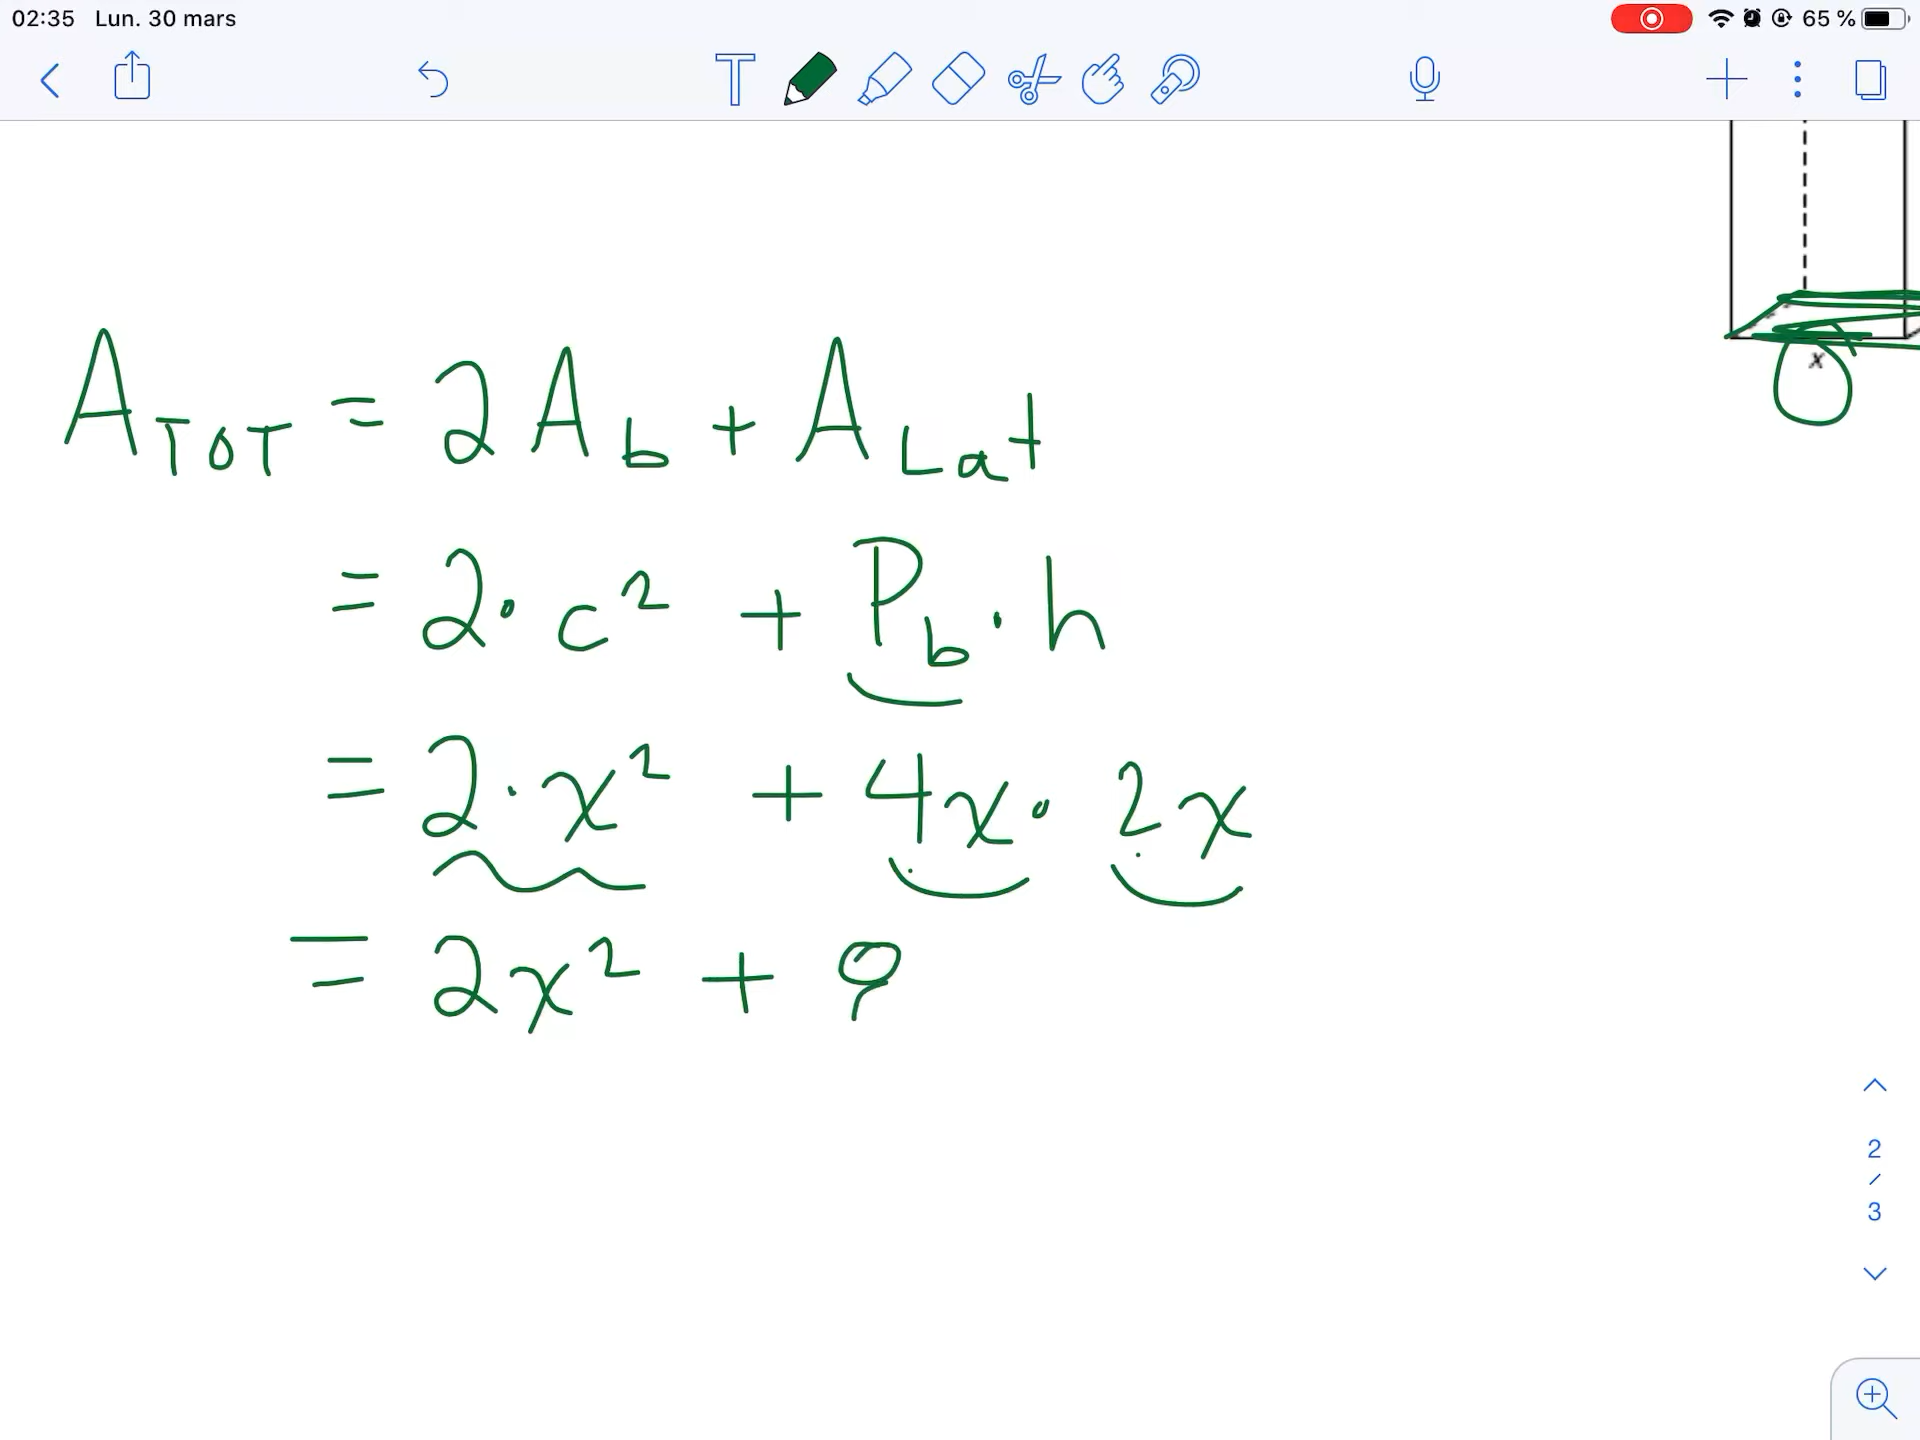 02:35 Lun. 30 mars 65 %
x
A_TOT = 2A_b + A_Lat
= 2·c² + P_b·h
= 2·x² + 4x·2x
= 2x² +
2
/
3